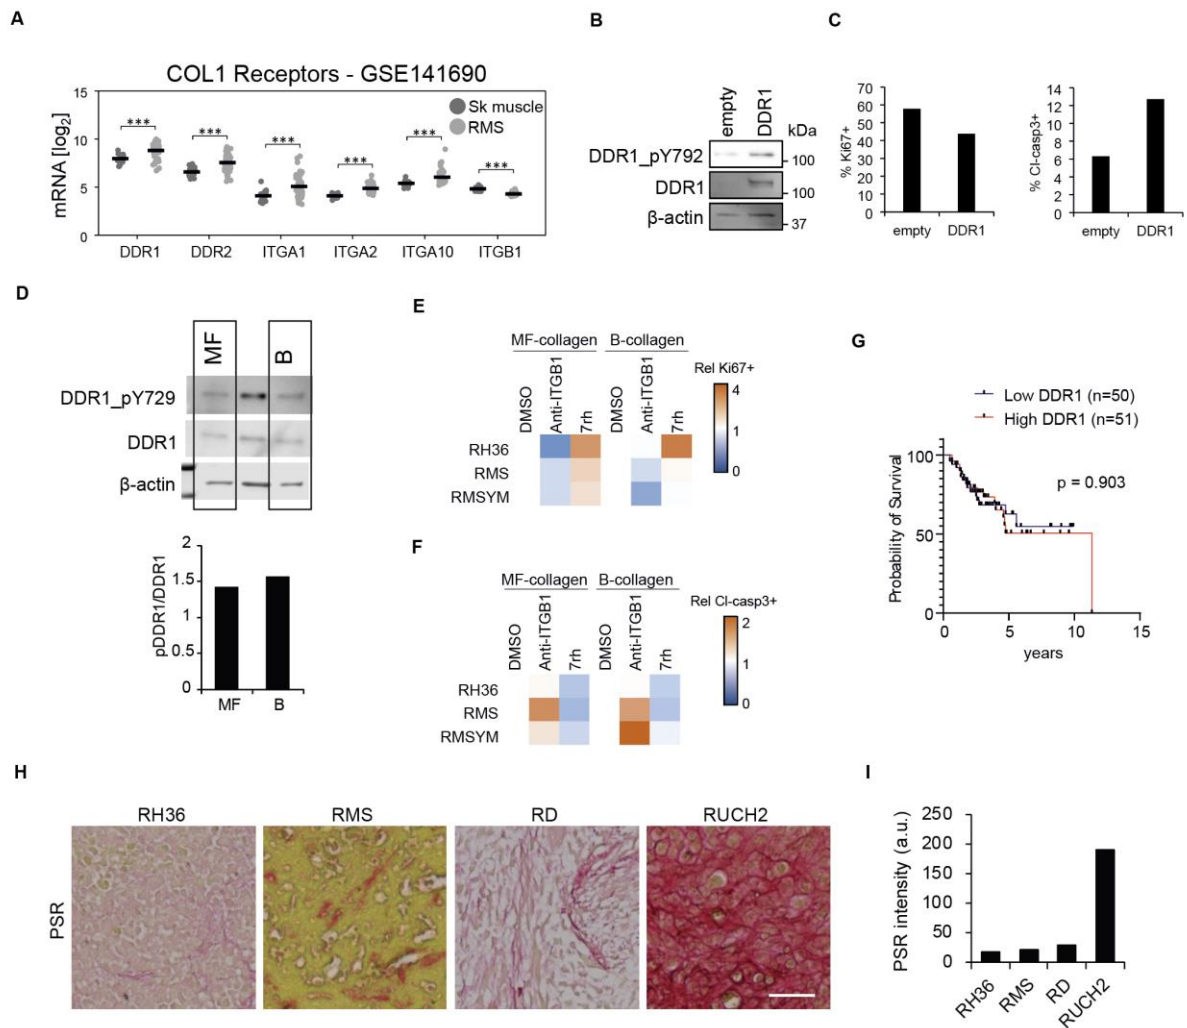 A
COL1 Receptors - GSE141690
Sk muscle
RMS
mRNA [log2]
15
10
5
0
*** *** *** *** *** ***
DDR1 DDR2 ITGA1 ITGA2 ITGA10 ITGB1
B
empty DDR1
kDa
DDR1_pY792 100
DDR1 100
β-actin 37
C
% Ki67+
70
60
50
40
30
20
10
0
empty DDR1
% Cl-casp3+
14
12
10
8
6
4
2
0
empty DDR1
D
MF B
DDR1_pY729
DDR1
β-actin
pDDR1/DDR1
2
1.5
1
0.5
0
MF B
E
MF-collagen B-collagen
DMSO Anti-ITGB1 7rh DMSO Anti-ITGB1 7rh
Rel Ki67+
4
1
0
RH36
RMS
RMSYM
F
MF-collagen B-collagen
DMSO Anti-ITGB1 7rh DMSO Anti-ITGB1 7rh
Rel Cl-casp3+
2
1
0
RH36
RMS
RMSYM
G
Low DDR1 (n=50)
High DDR1 (n=51)
p = 0.903
Probability of Survival
100
50
0
0 5 10 15
years
H
RH36 RMS RD RUCH2
PSR
I
PSR intensity (a.u.)
250
200
150
100
50
0
RH36 RMS RD RUCH2